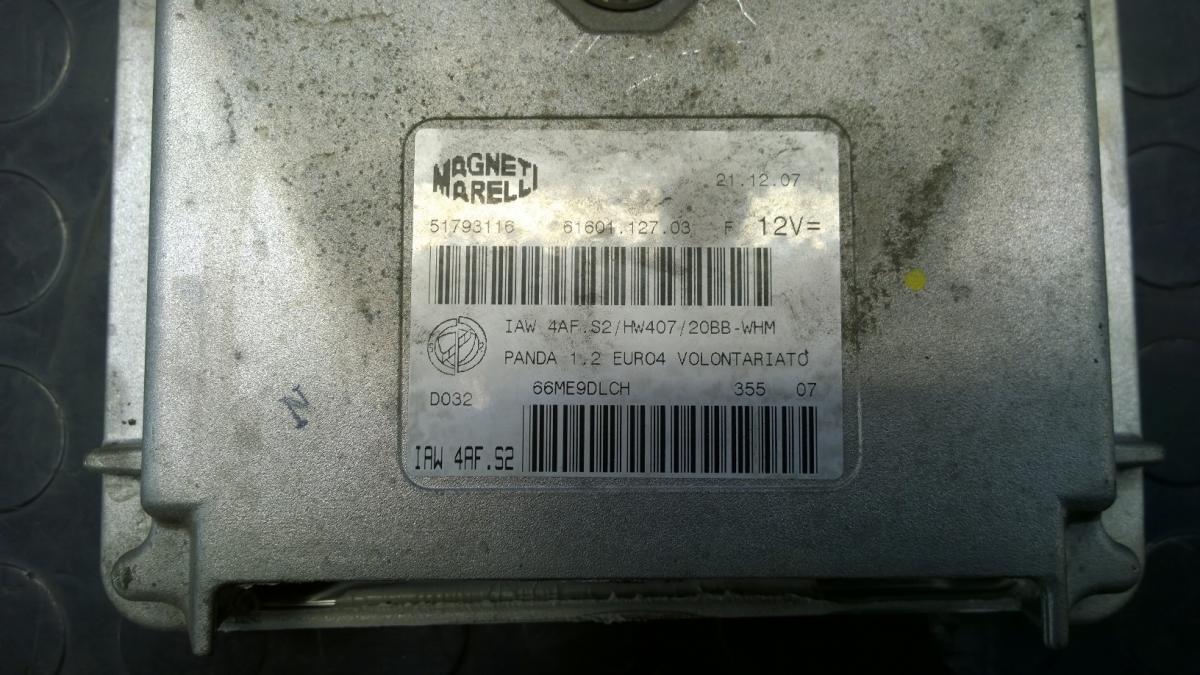 MAGNETI
MARELLI
21.12.07
51793116 61601.127.03 F 12V=
IAW 4AF.S2/HW407/20BB-WHM
PANDA 1.2 EURO4 VOLONTARIATO
D032 66ME9DLCH 355 07
IAW 4AF.S2
N